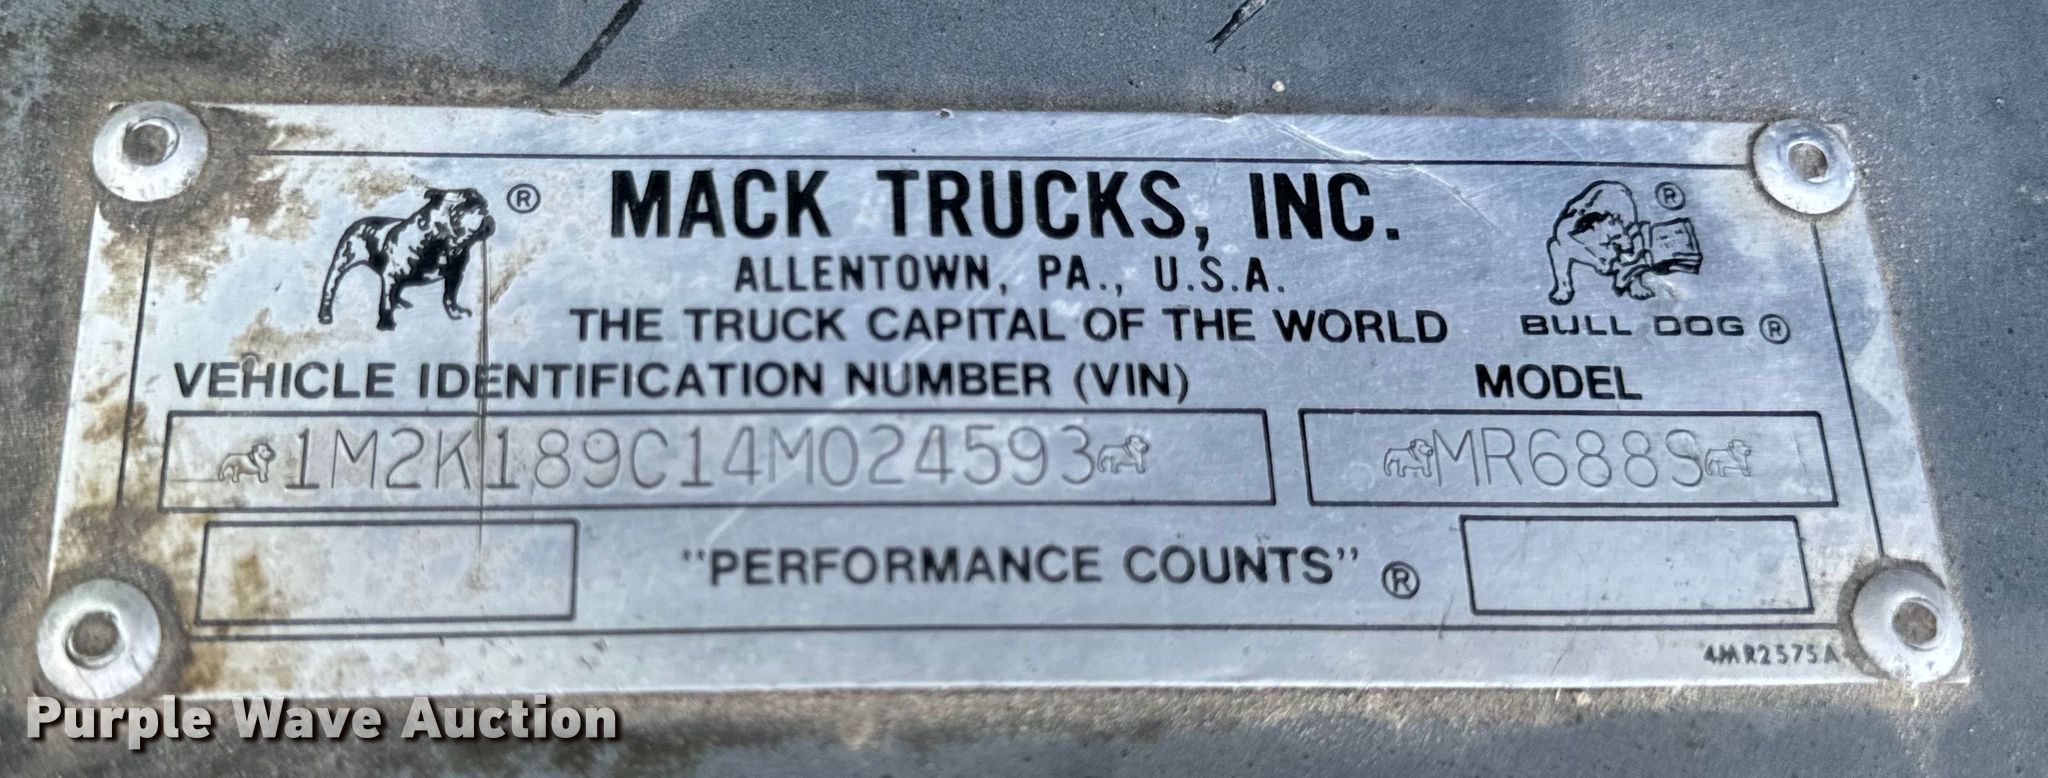 ® MACK TRUCKS, INC. ®
ALLENTOWN, PA., U.S.A.
THE TRUCK CAPITAL OF THE WORLD
BULL DOG ®
VEHICLE IDENTIFICATION NUMBER (VIN) MODEL
1M2K189C14M024593 MR688S
"PERFORMANCE COUNTS" ®
4MR2575A
Purple Wave Auction